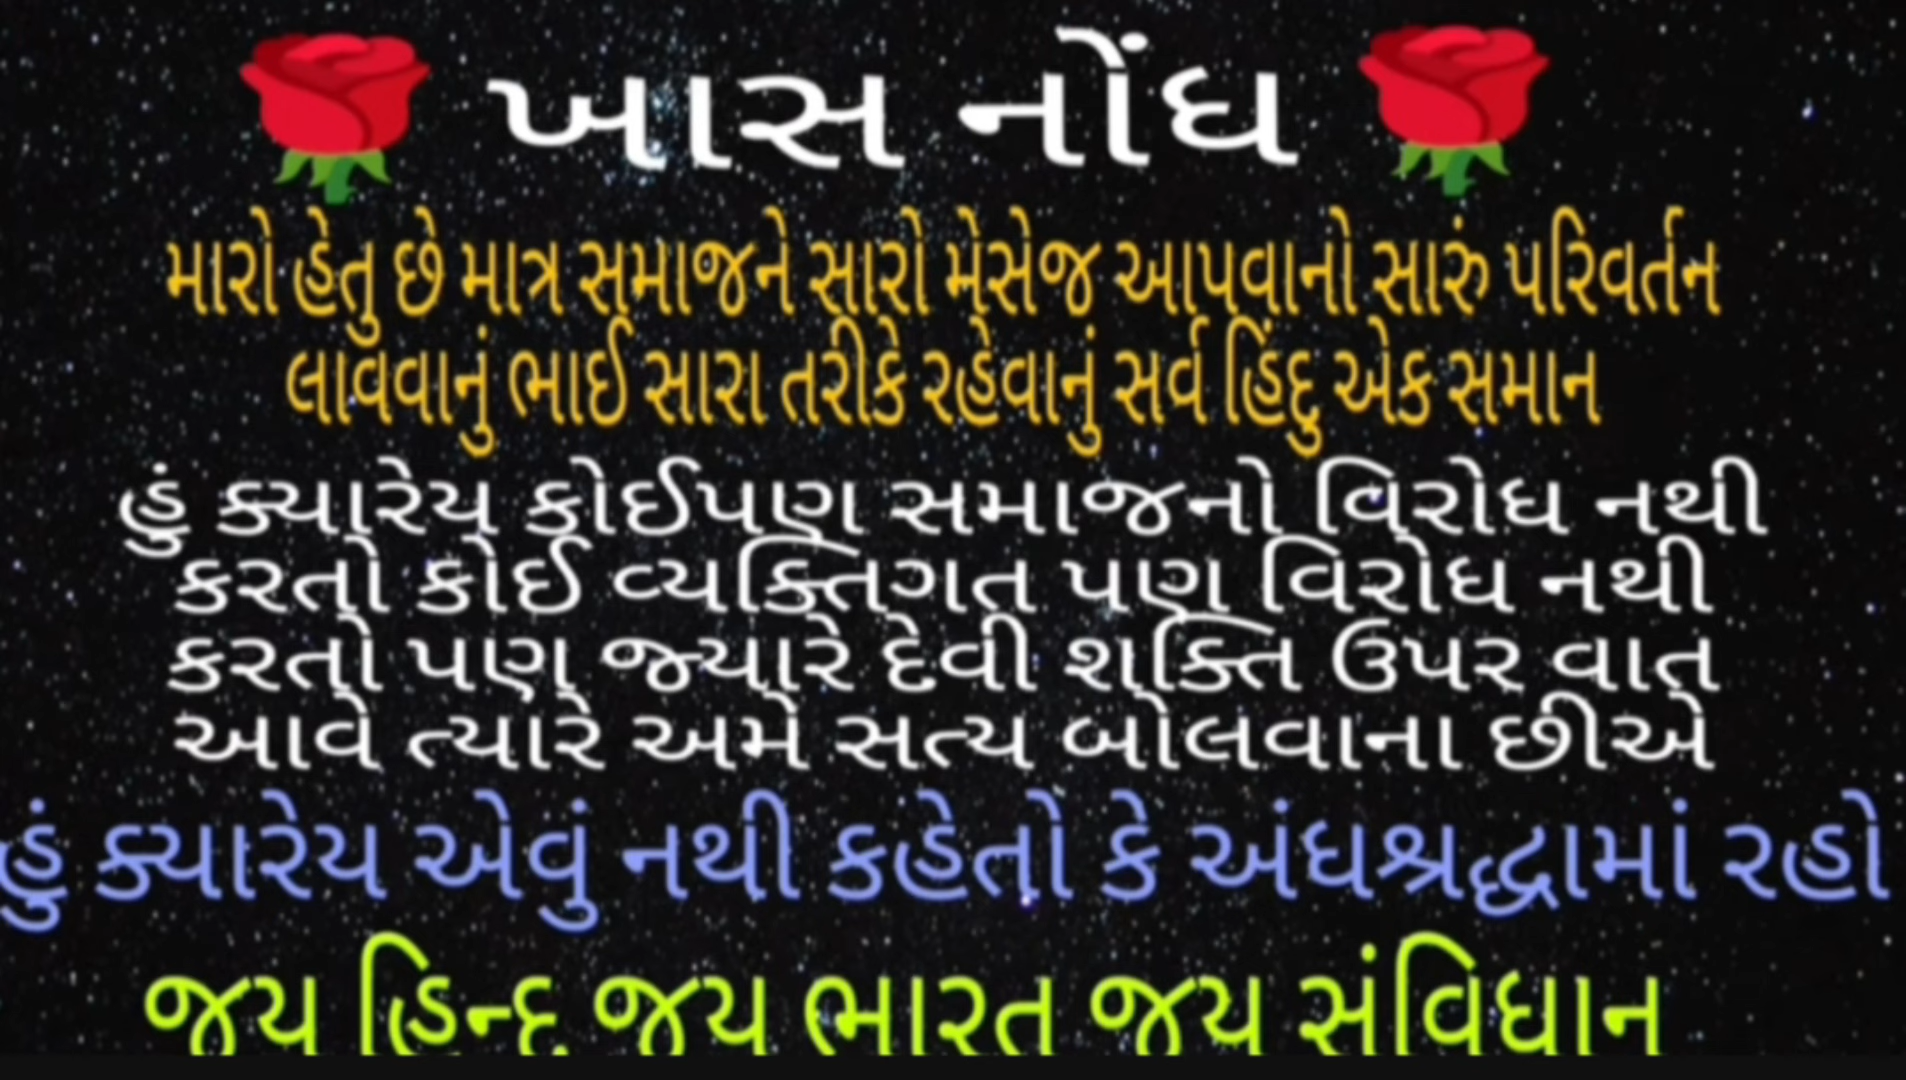 🌹 ખાસ નોંધ 🌹
મારો હેતુ છે માત્ર સમાજને સારો મેસેજ આપવાનો સારું પરિવર્તન
લાવવાનું ભાઈ સારા તરીકે રહેવાનું સર્વ હિંદુ એક સમાન
હું ક્યારેય કોઈપણ સમાજનો વિરોધ નથી
કરતો કોઈ વ્યક્તિગત પણ વિરોધ નથી
કરતો પણ જ્યારે દેવી શક્તિ ઉપર વાત
આવે ત્યારે અમે સત્ય બોલવાના છીએ
હું ક્યારેય એવું નથી કહેતો કે અંધશ્રદ્ધામાં રહો
જય હિન્દ જય ભારત જય સંવિધાન